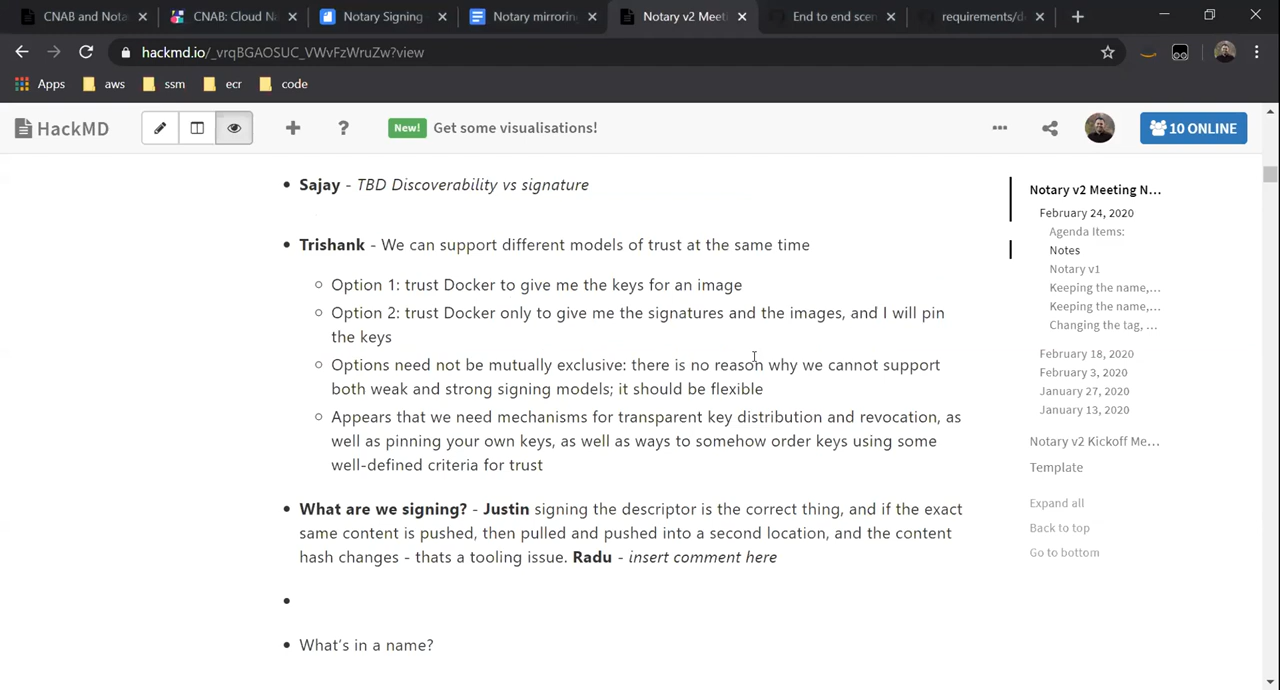 CNAB and Nota
CNAB: Cloud N
Notary Signing
Notary mirrorin
Notary v2 Meeti
End to end scen
requirements/d
hackmd.io/_vrqBGAOSUC_VWvFzWruZw?view
Apps aws ssm ecr code
HackMD
New! Get some visualisations!
10 ONLINE
Sajay - TBD Discoverability vs signature
Trishank - We can support different models of trust at the same time
Option 1: trust Docker to give me the keys for an image
Option 2: trust Docker only to give me the signatures and the images, and I will pin
the keys
Options need not be mutually exclusive: there is no reason why we cannot support
both weak and strong signing models; it should be flexible
Appears that we need mechanisms for transparent key distribution and revocation, as
well as pinning your own keys, as well as ways to somehow order keys using some
well-defined criteria for trust
What are we signing? - Justin signing the descriptor is the correct thing, and if the exact
same content is pushed, then pulled and pushed into a second location, and the content
hash changes - thats a tooling issue. Radu - insert comment here
What's in a name?
Notary v2 Meeting N...
February 24, 2020
Agenda Items:
Notes
Notary v1
Keeping the name,...
Keeping the name,...
Changing the tag, ...
February 18, 2020
February 3, 2020
January 27, 2020
January 13, 2020
Notary v2 Kickoff Me...
Template
Expand all
Back to top
Go to bottom